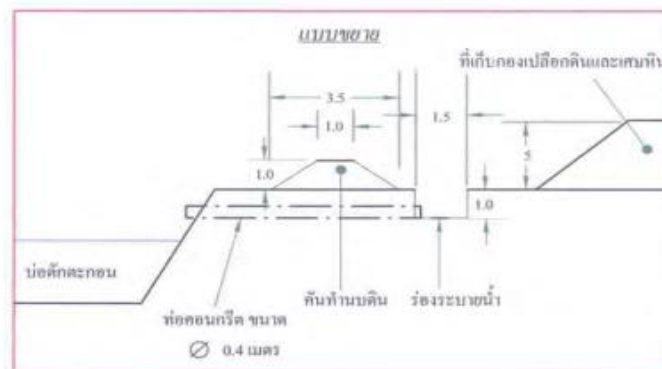 แบบขยาย
ที่เก็บกองเปลือกดินและเศษหิน
3.5
1.5
1.0
5
1.0
1.0
บ่อดักตะกอน
คันทำนบดิน
ร่องระบายน้ำ
ท่อคอนกรีต ขนาด
∅ 0.4 เมตร